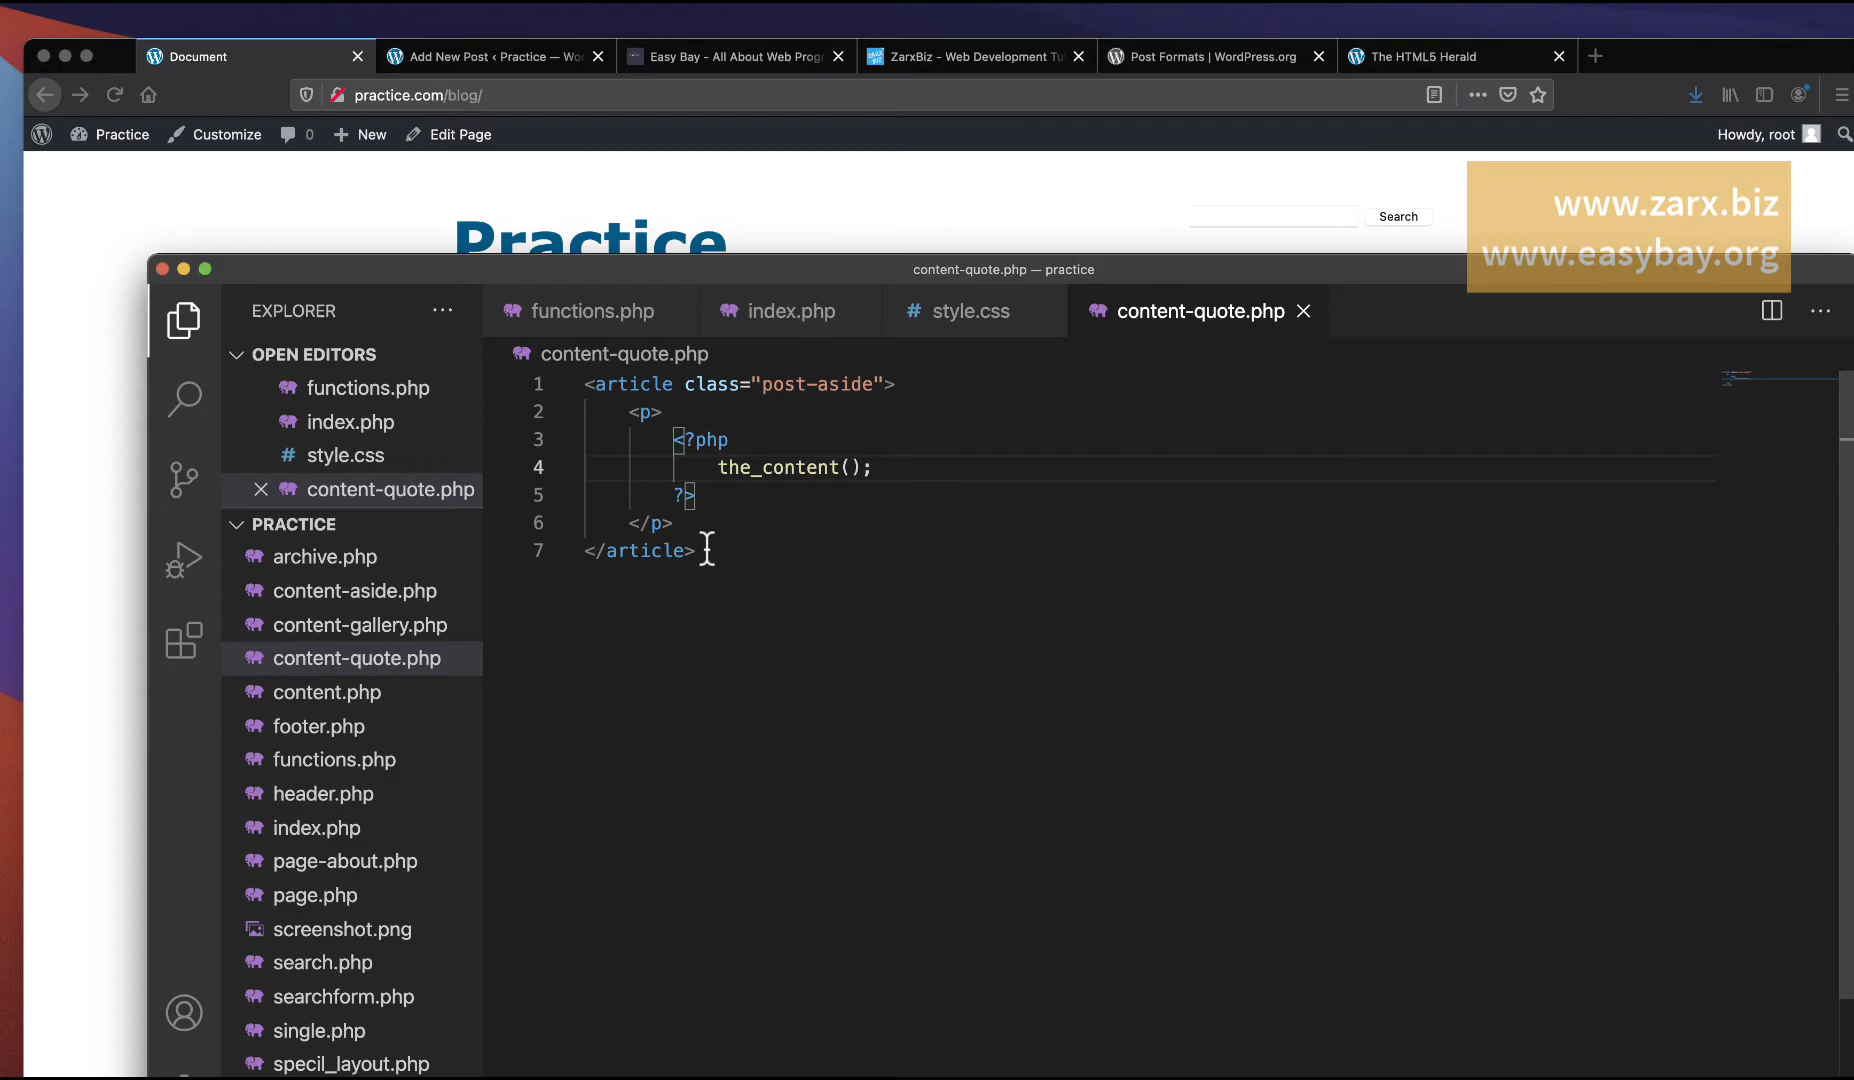 Document
Add New Post ‹ Practice — Wor
Easy Bay - All About Web Progr
ZarxBiz - Web Development Tu
Post Formats | WordPress.org
The HTML5 Herald
practice.com/blog/
Practice
Customize
0
New
Edit Page
Howdy, root
Practice
Search
www.zarx.biz
www.easybay.org
content-quote.php — practice
EXPLORER
functions.php
index.php
# style.css
content-quote.php
OPEN EDITORS
functions.php
index.php
# style.css
content-quote.php
PRACTICE
archive.php
content-aside.php
content-gallery.php
content-quote.php
content.php
footer.php
functions.php
header.php
index.php
page-about.php
page.php
screenshot.png
search.php
searchform.php
single.php
specil_layout.php
content-quote.php
1 <article class="post-aside">
2 <p>
3 <?php
4 the_content();
5 ?>
6 </p>
7 </article>